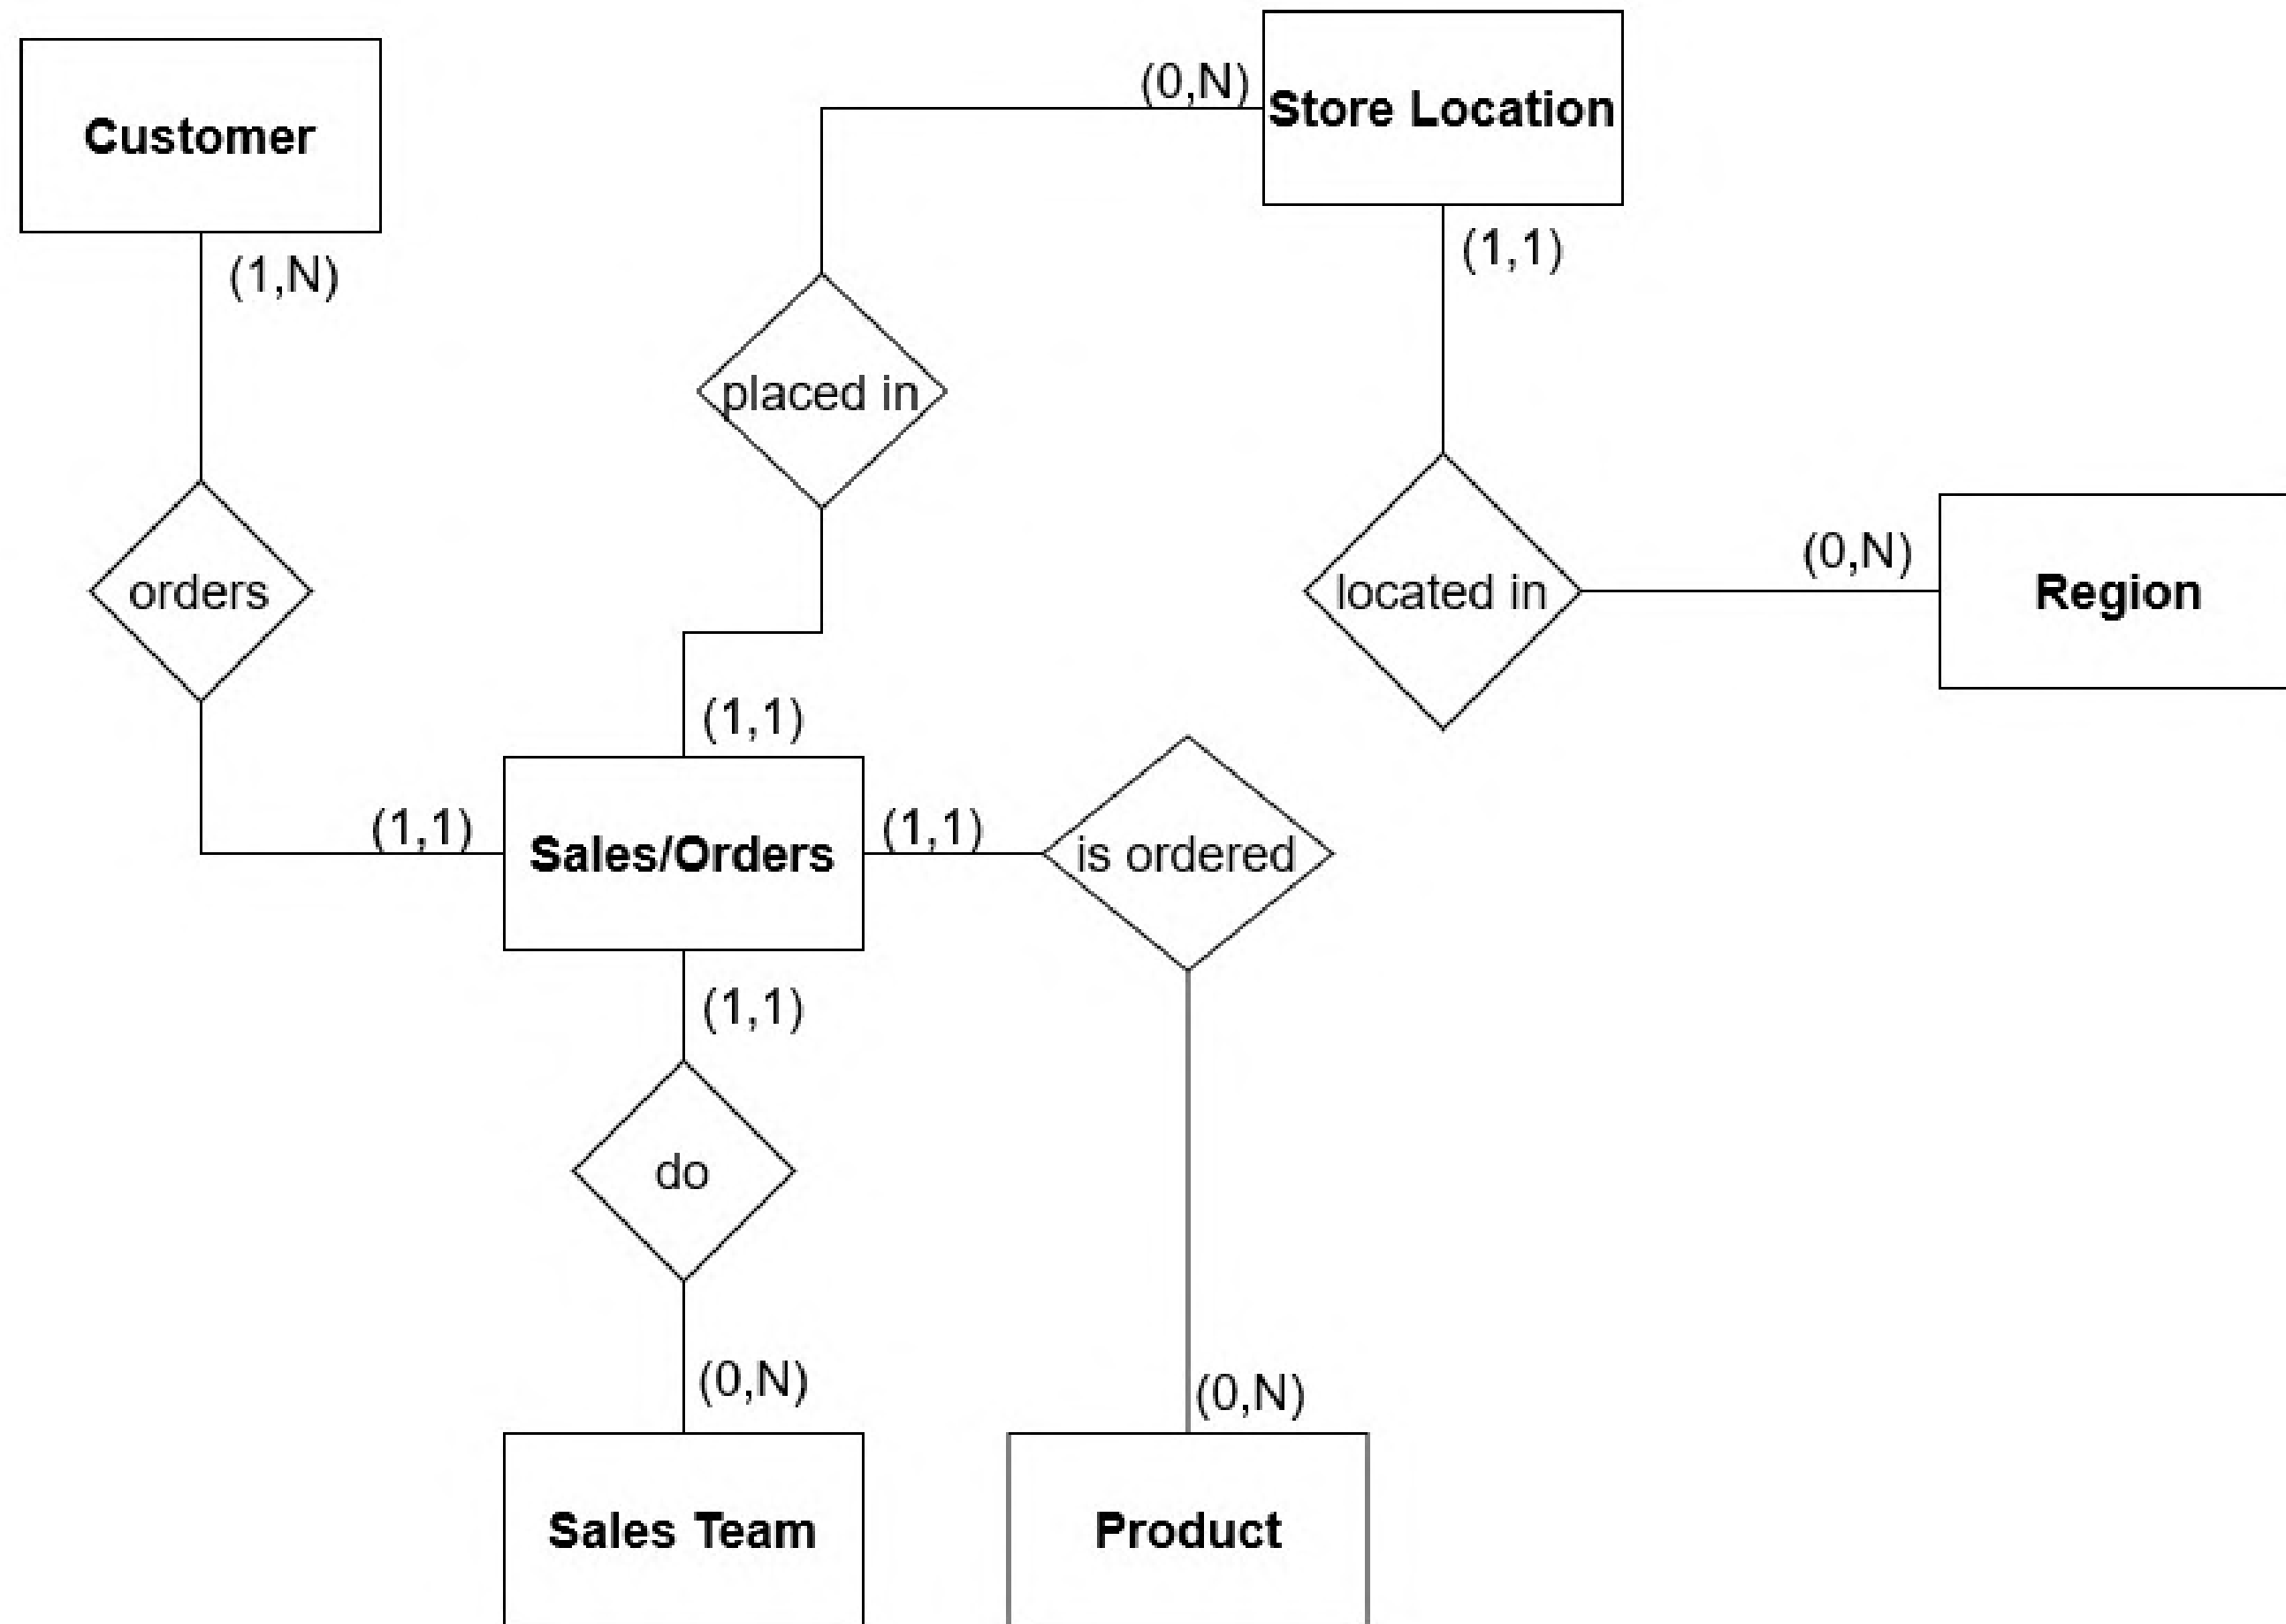 Customer
(1,N)
orders
(1,1)
(0,N)
Store Location
(1,1)
placed in
(1,1)
located in
(0,N)
Region
Sales/Orders
(1,1)
is ordered
(1,1)
do
(0,N)
Sales Team
(0,N)
Product